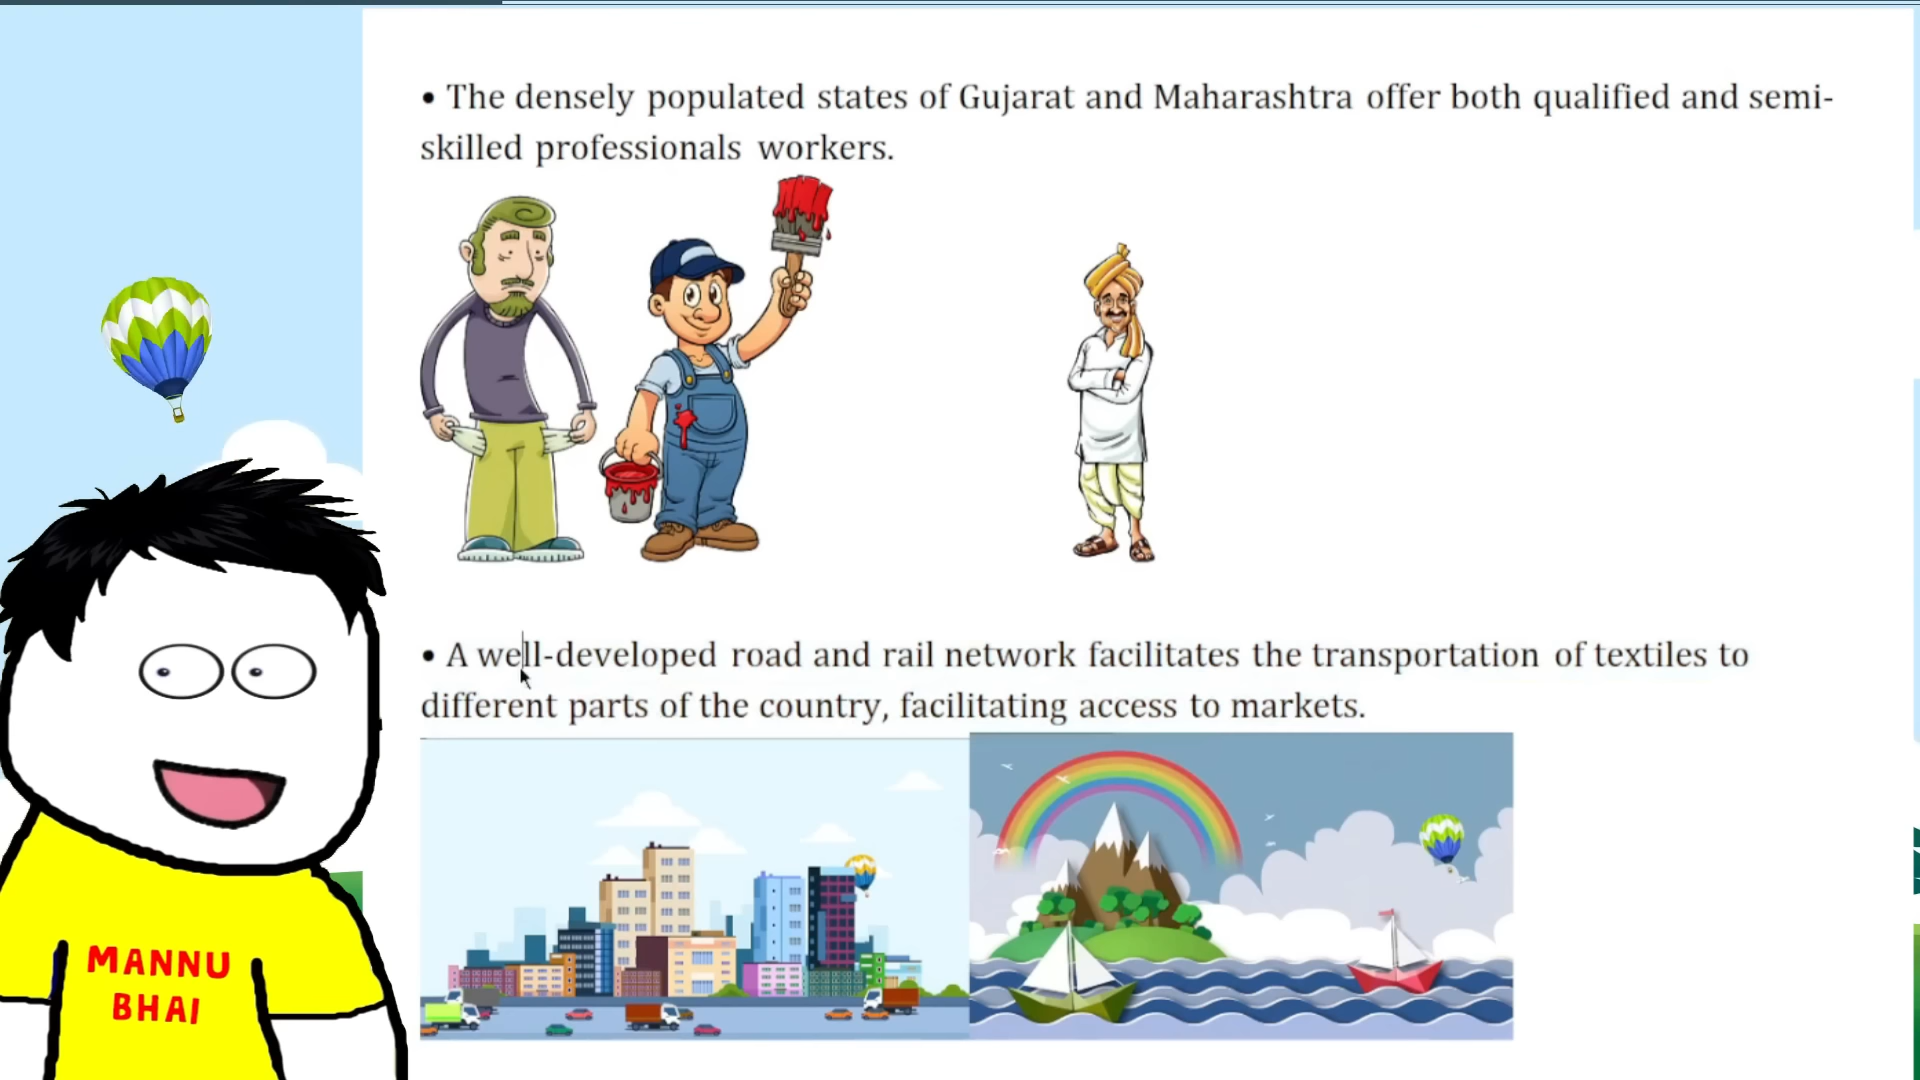 • The densely populated states of Gujarat and Maharashtra offer both qualified and semi-
skilled professionals workers.
• A well-developed road and rail network facilitates the transportation of textiles to
different parts of the country, facilitating access to markets.
MANNU
BHAI